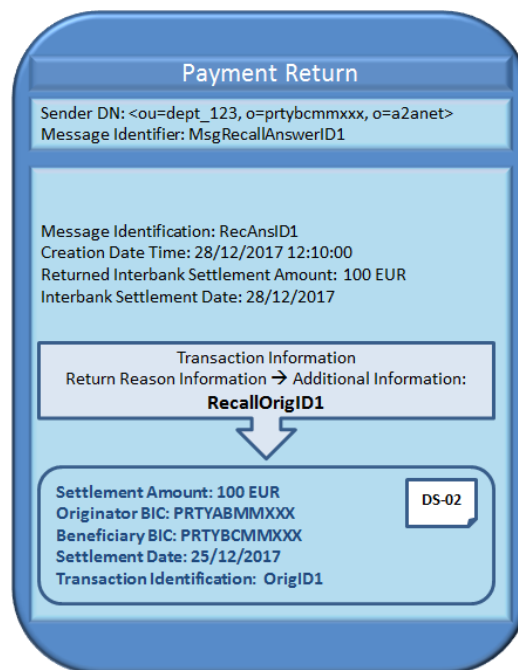 Payment Return
Sender DN: <ou=dept_123, o=prtybcmmxxx, o=a2anet>
Message Identifier: MsgRecallAnswerID1
Message Identification: RecAnsID1
Creation Date Time: 28/12/2017 12:10:00
Returned Interbank Settlement Amount: 100 EUR
Interbank Settlement Date: 28/12/2017
Transaction Information
Return Reason Information → Additional Information:
RecallOrigID1
Settlement Amount: 100 EUR
Originator BIC: PRTYABMMXXX
Beneficiary BIC: PRTYBCMMXXX
Settlement Date: 25/12/2017
Transaction Identification: OrigID1
DS-02